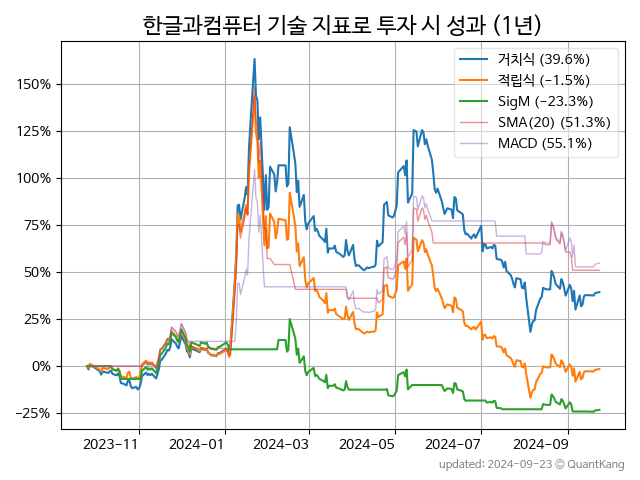 한글과컴퓨터 기술 지표로 투자 시 성과 (1년)
거치식 (39.6%)
적립식 (−1.5%)
SigM (−23.3%)
SMA(20) (51.3%)
MACD (55.1%)
150%
125%
100%
75%
50%
25%
0%
−25%
2023-11 2024-01 2024-03 2024-05 2024-07 2024-09
updated: 2024-09-23 ⓒ QuantKang